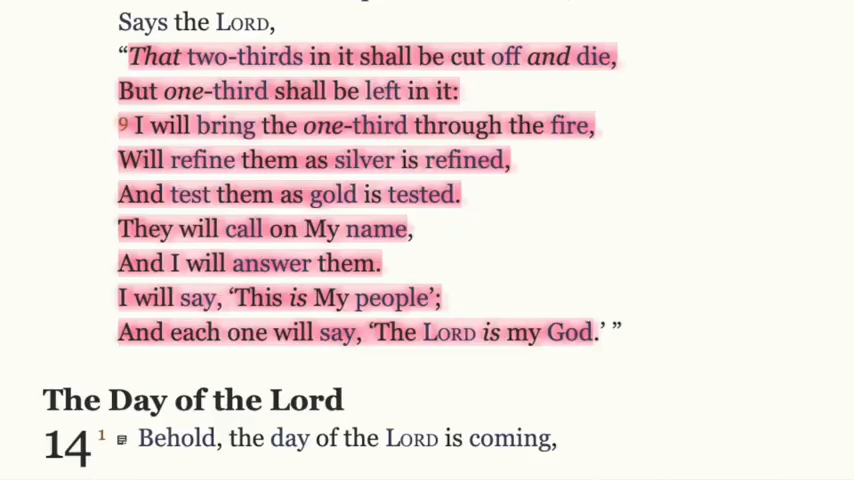 Says the LORD,
“That two-thirds in it shall be cut off and die,
But one-third shall be left in it:
9 I will bring the one-third through the fire,
Will refine them as silver is refined,
And test them as gold is tested.
They will call on My name,
And I will answer them.
I will say, ‘This is My people’;
And each one will say, ‘The LORD is my God.’ ”
The Day of the Lord
14 1 Behold, the day of the LORD is coming,